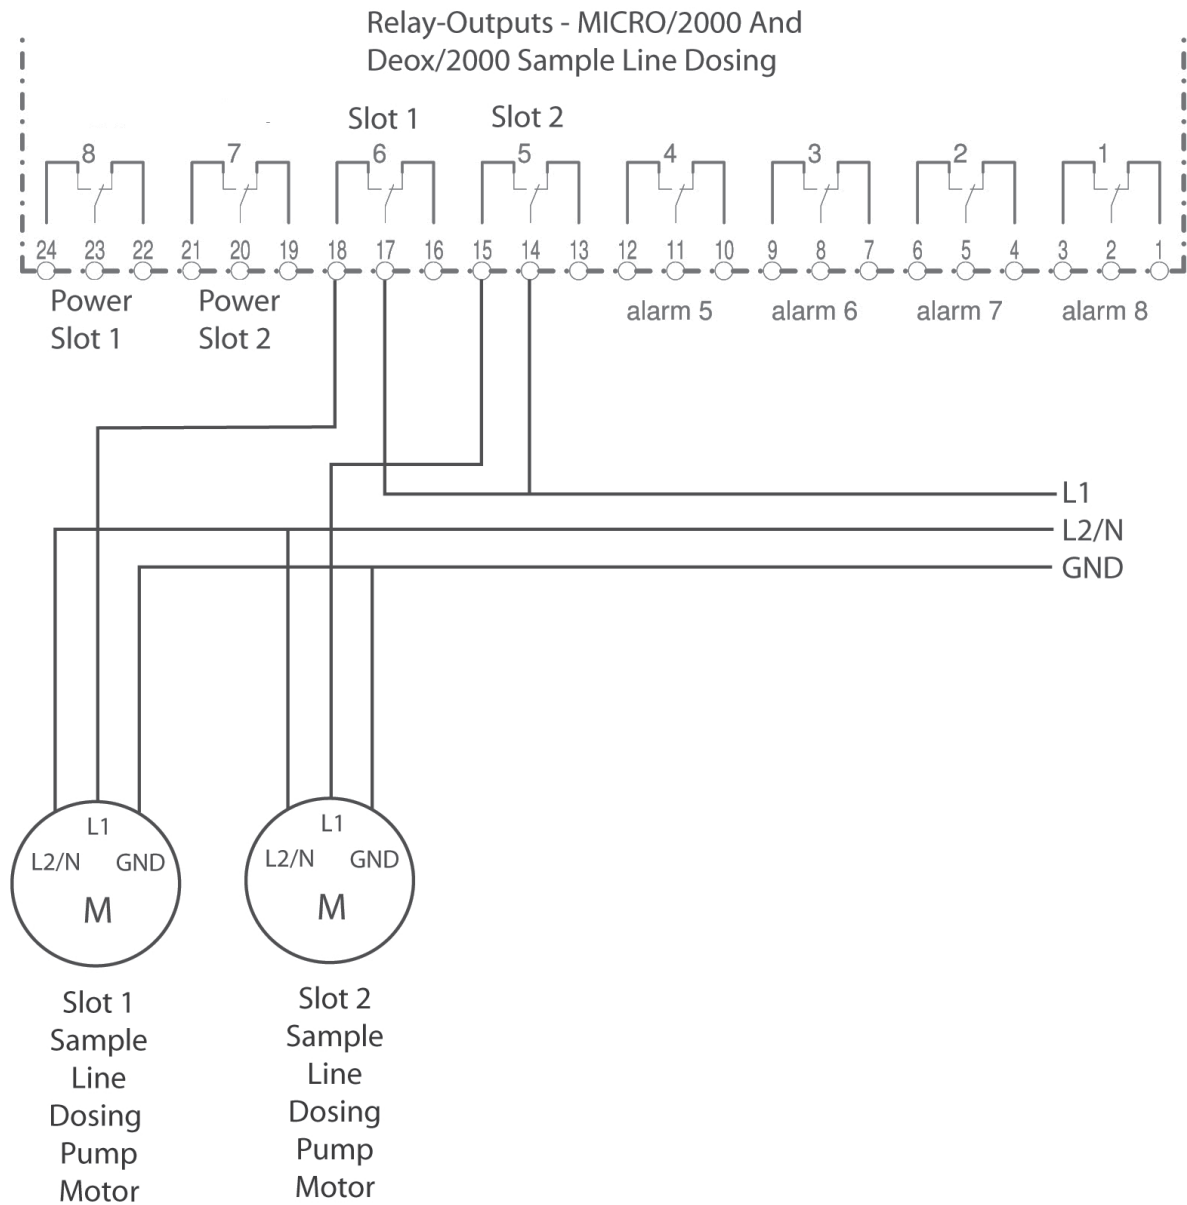 Relay-Outputs - MICRO/2000 And
Deox/2000 Sample Line Dosing
Slot 1 Slot 2
8 7 6 5 4 3 2 1
24 23 22 21 20 19 18 17 16 15 14 13 12 11 10 9 8 7 6 5 4 3 2 1
Power
Slot 1
Power
Slot 2
alarm 5 alarm 6 alarm 7 alarm 8
L1
L2/N
GND
L1
L2/N GND
M
L1
L2/N GND
M
Slot 1
Sample
Line
Dosing
Pump
Motor
Slot 2
Sample
Line
Dosing
Pump
Motor